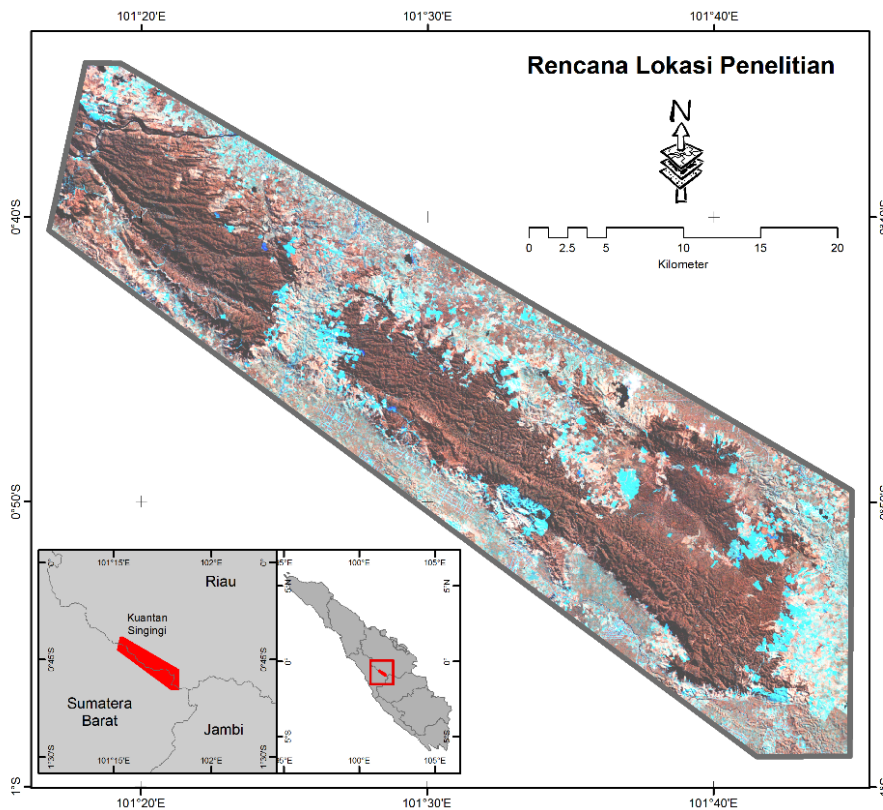 101°20'E 101°30'E 101°40'E
Rencana Lokasi Penelitian
N
0 2.5 5 10 15 20
Kilometer
0°40'S
0°50'S
1°S
101°15'E 102°E
0°
0°45'S
1°30'S
Riau
Kuantan
Singingi
Sumatera
Barat
Jambi
101°15'E 102°E
100°E 105°E
5°N
0°
5°S
100°E 105°E
101°20'E 101°30'E 101°40'E